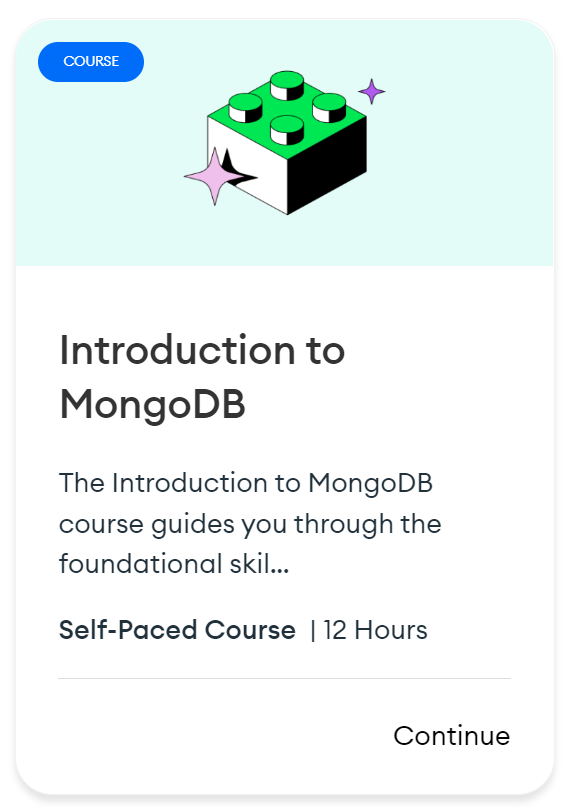 COURSE
Introduction to
MongoDB
The Introduction to MongoDB
course guides you through the
foundational skil...
Self-Paced Course | 12 Hours
Continue